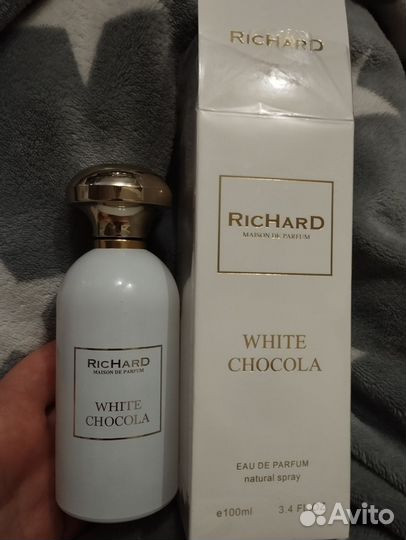 RICHARD
RICHARD
MAISON DE PARFUM
WHITE
CHOCOLA
EAU DE PARFUM
natural spray
e100ml 3.4 FL
RICHARD
MAISON DE PARFUM
WHITE
CHOCOLA
Avito